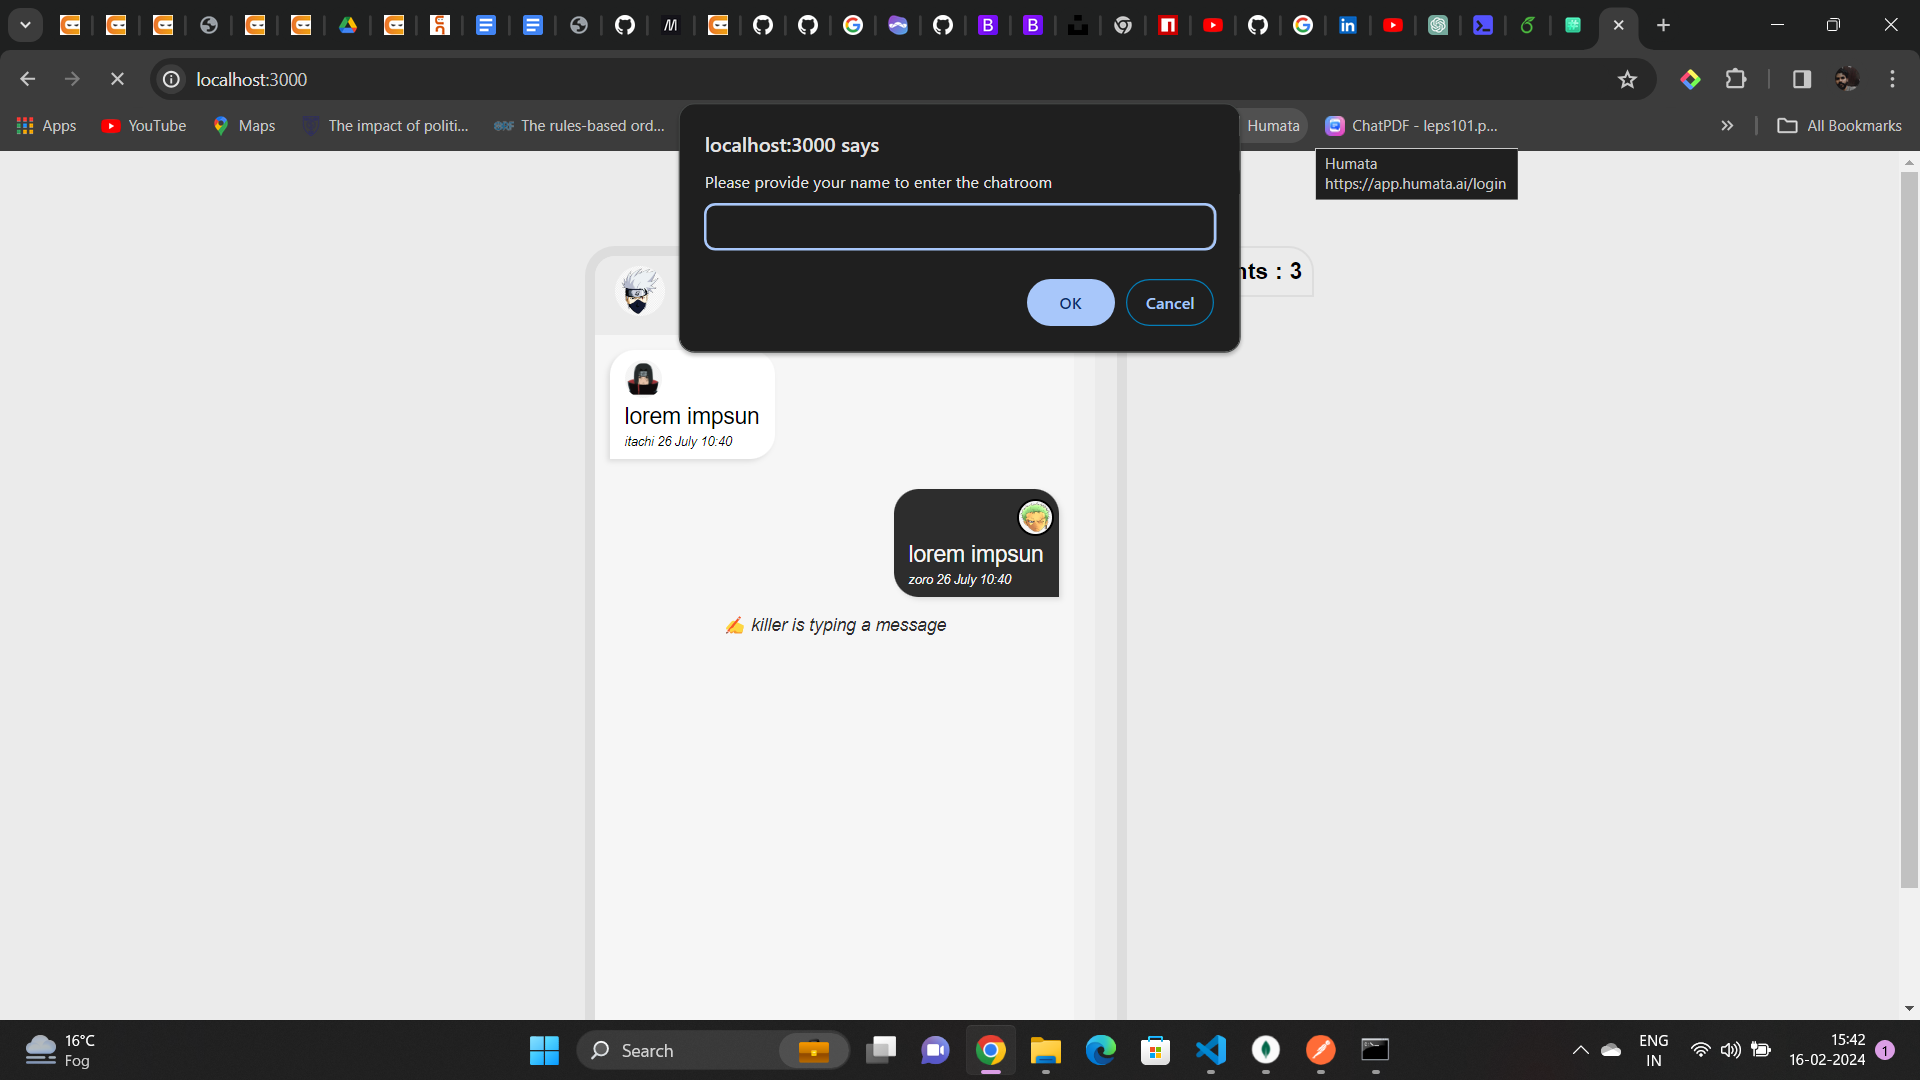 localhost:3000
Apps
YouTube
Maps
The impact of politi...
The rules-based ord...
Humata
ChatPDF - leps101.p...
All Bookmarks
Humata
https://app.humata.ai/login
localhost:3000 says
Please provide your name to enter the chatroom
OK
Cancel
nts : 3
lorem impsun
itachi 26 July 10:40
lorem impsun
zoro 26 July 10:40
✍ killer is typing a message
16°C
Fog
Search
ENG
IN
15:42
16-02-2024
1